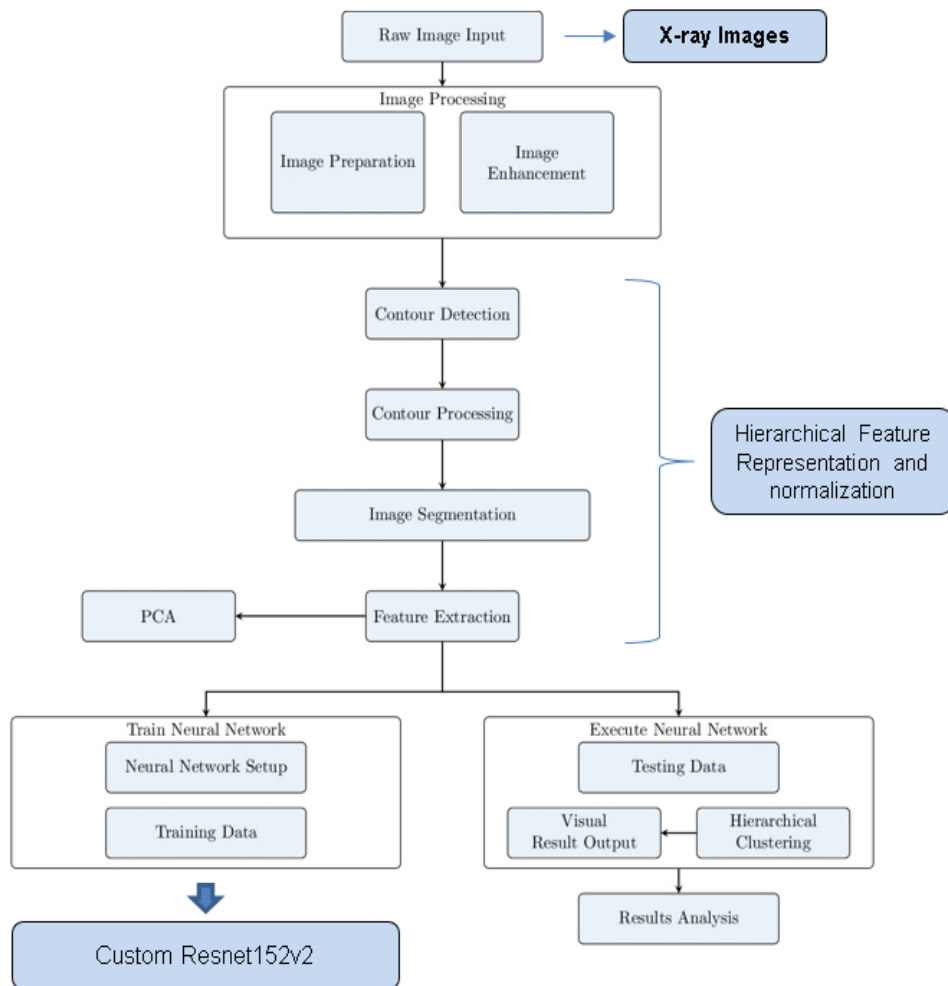 Raw Image Input
X-ray Images
Image Processing
Image Preparation
Image
Enhancement
Contour Detection
Contour Processing
Hierarchical Feature
Representation and
normalization
Image Segmentation
PCA
Feature Extraction
Train Neural Network
Neural Network Setup
Training Data
Custom Resnet152v2
Execute Neural Network
Testing Data
Visual
Result Output
Hierarchical
Clustering
Results Analysis